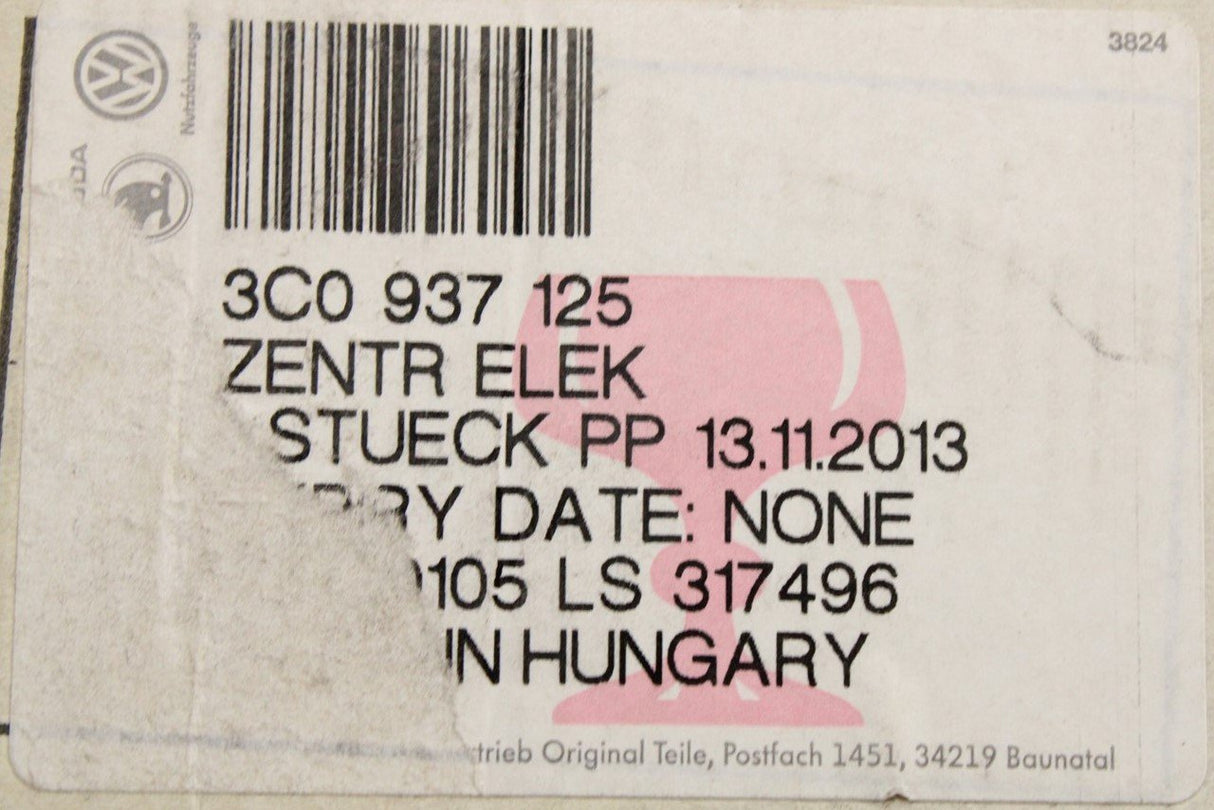 3824
Nutzfahrzeuge
3C0 937 125
ZENTR ELEK
STUECK PP 13.11.2013
DATE: NONE
105 LS 317496
IN HUNGARY
Original Teile, Postfach 1451, 34219 Baunatal